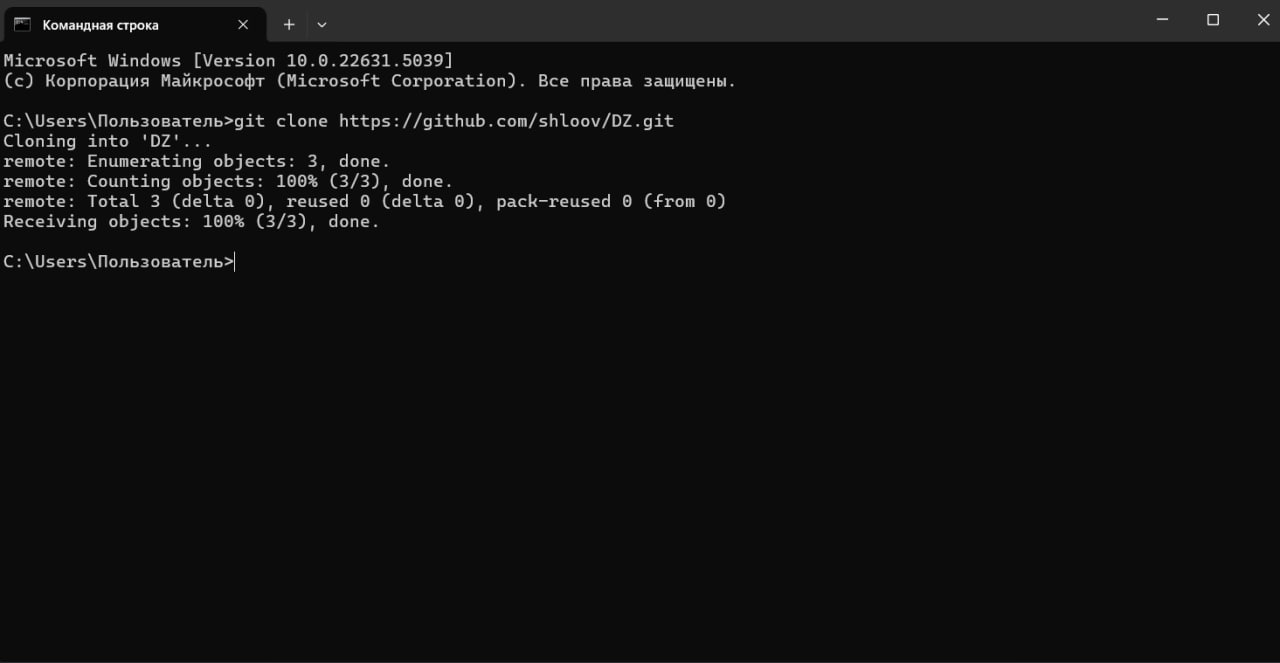 Командная строка
Microsoft Windows [Version 10.0.22631.5039]
(c) Корпорация Майкрософт (Microsoft Corporation). Все права защищены.
C:\Users\Пользователь>git clone https://github.com/shloov/DZ.git
Cloning into 'DZ'...
remote: Enumerating objects: 3, done.
remote: Counting objects: 100% (3/3), done.
remote: Total 3 (delta 0), reused 0 (delta 0), pack-reused 0 (from 0)
Receiving objects: 100% (3/3), done.
C:\Users\Пользователь>